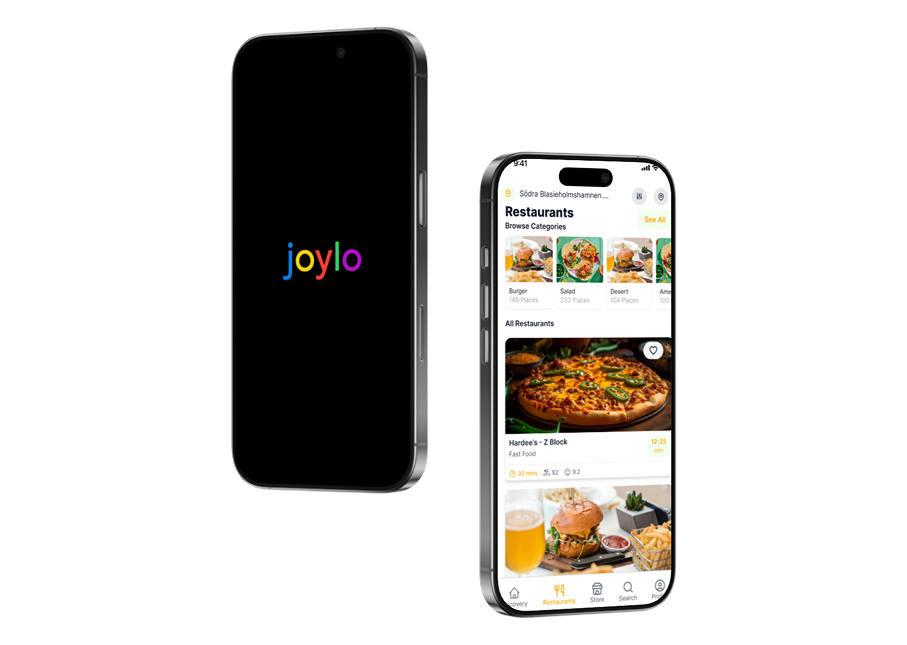 joylo
9:41
Södra Blasieholmshamnen....
Restaurants
See All
Browse Categories
Burger
Salad
Desert
Ame
145 Places
233 Places
104 Places
100
All Restaurants
Hardee's - Z Block
12-25
min
Fast Food
30 mins
$2
9.2
covery
Restaurants
Store
Search
Pro